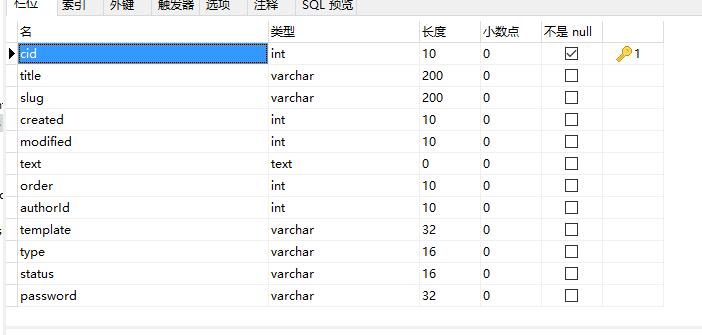 栏位 索引 外键 触发器 选项 注释 SQL 预览
名 类型 长度 小数点 不是 null
cid int 10 0 1
title varchar 200 0
slug varchar 200 0
created int 10 0
modified int 10 0
text text 0 0
order int 10 0
authorId int 10 0
template varchar 32 0
type varchar 16 0
status varchar 16 0
password varchar 32 0